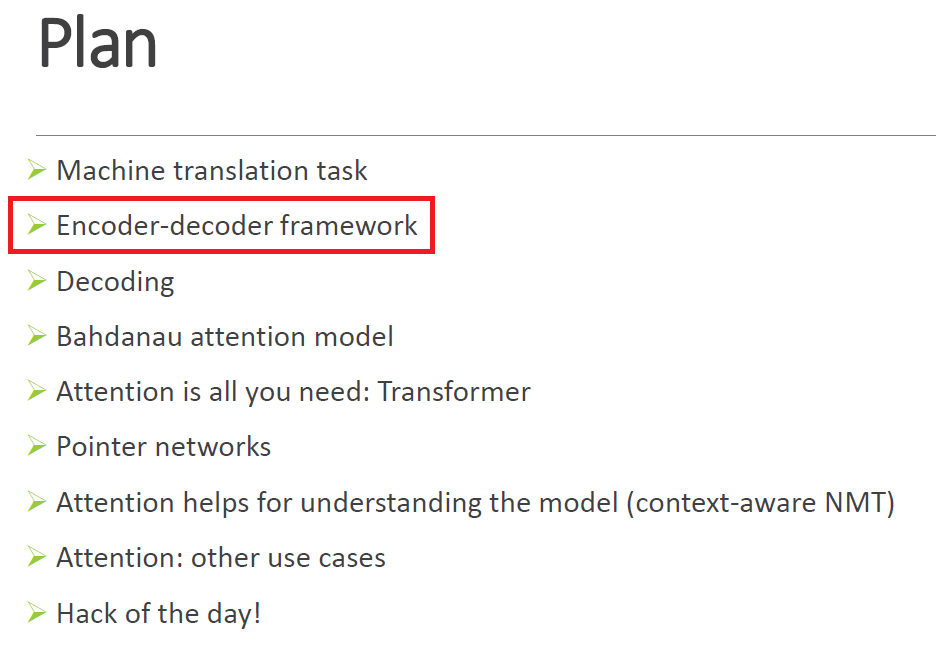 Plan
Machine translation task
Encoder-decoder framework
Decoding
Bahdanau attention model
Attention is all you need: Transformer
Pointer networks
Attention helps for understanding the model (context-aware NMT)
Attention: other use cases
Hack of the day!